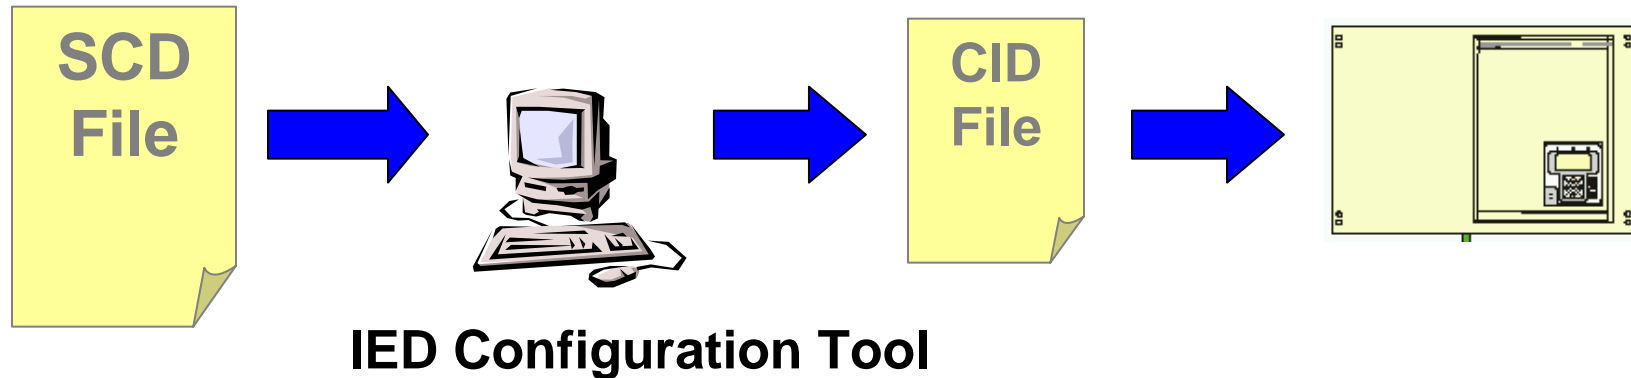 SCD
File
CID
File
IED Configuration Tool